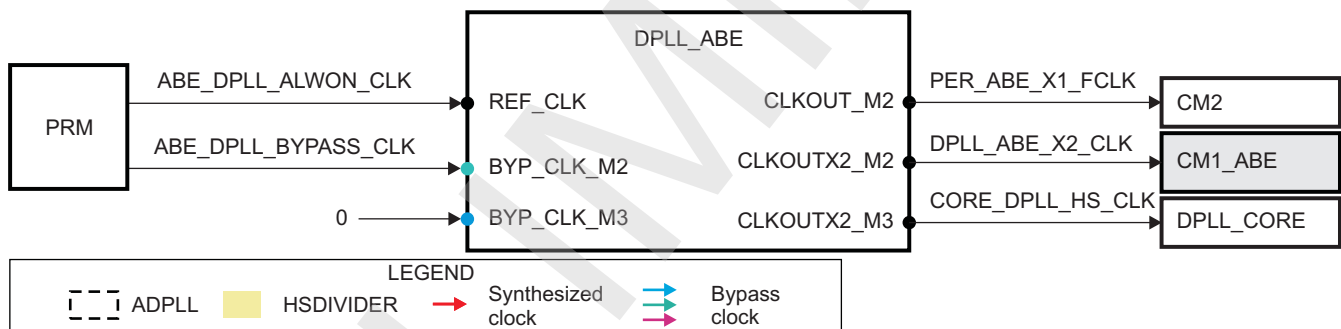 DPLL_ABE
PRM
ABE_DPLL_ALWON_CLK
ABE_DPLL_BYPASS_CLK
0
REF_CLK
BYP_CLK_M2
BYP_CLK_M3
CLKOUT_M2
CLKOUTX2_M2
CLKOUTX2_M3
PER_ABE_X1_FCLK
DPLL_ABE_X2_CLK
CORE_DPLL_HS_CLK
CM2
CM1_ABE
DPLL_CORE
LEGEND
ADPLL
HSDIVIDER
Synthesized
clock
Bypass
clock